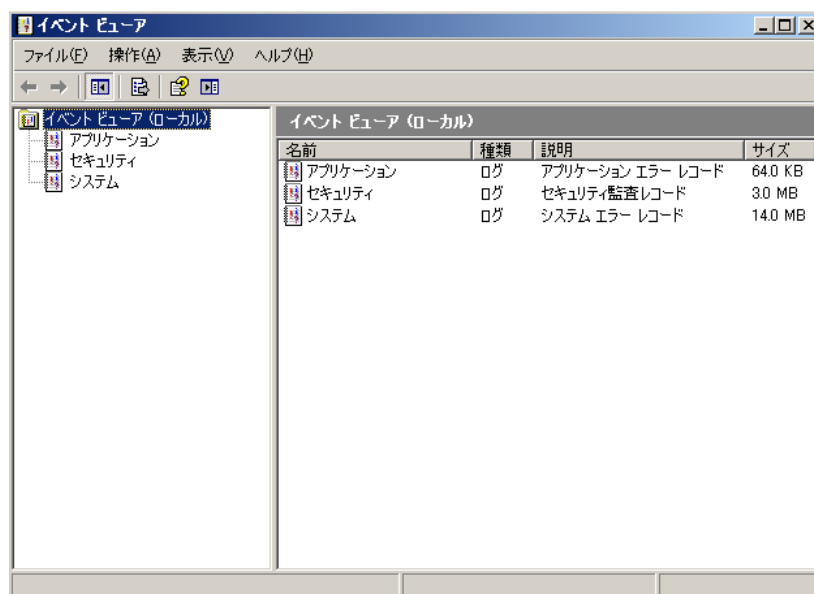 イベント ビューア
ファイル(F) 操作(A) 表示(V) ヘルプ(H)
イベント ビューア (ローカル)
アプリケーション
セキュリティ
システム
イベント ビューア (ローカル)
名前 種類 説明 サイズ
アプリケーション ログ アプリケーション エラー レコード 64.0 KB
セキュリティ ログ セキュリティ監査レコード 3.0 MB
システム ログ システム エラー レコード 14.0 MB